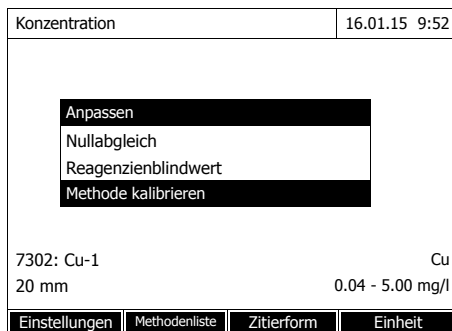 Konzentration 16.01.15 9:52
Anpassen
Nullabgleich
Reagenzienblindwert
Methode kalibrieren
7302: Cu-1 Cu
20 mm 0.04 - 5.00 mg/l
Einstellungen Methodenliste Zitierform Einheit